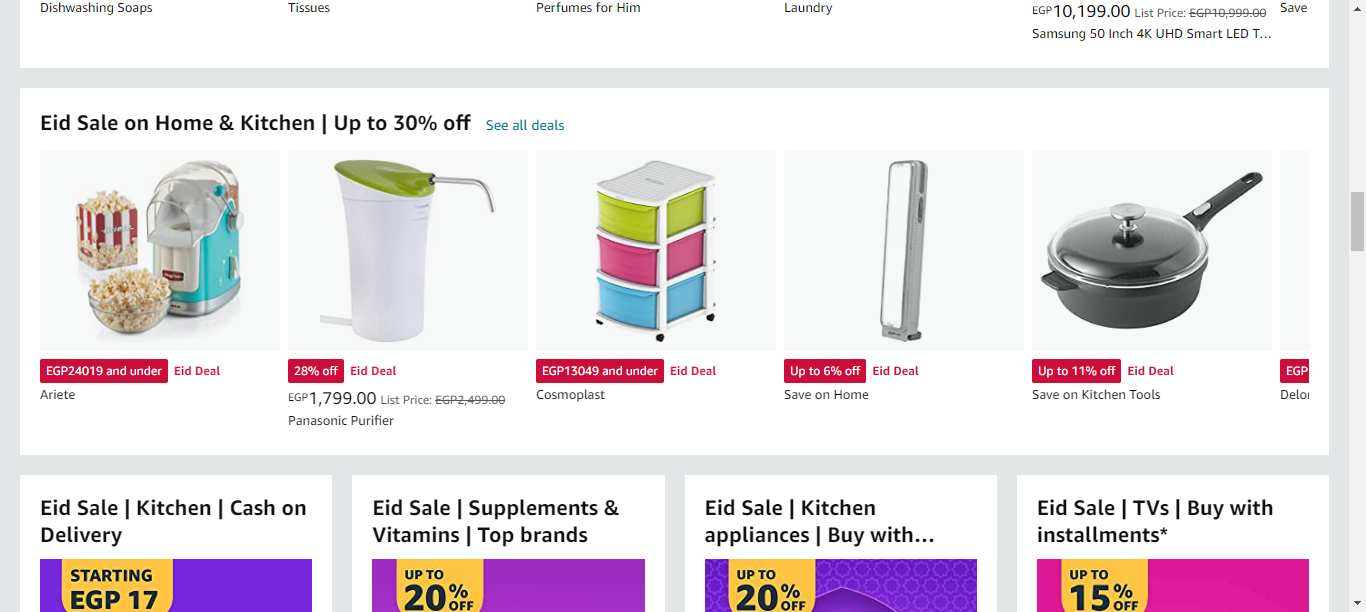 Dishwashing Soaps
Tissues
Perfumes for Him
Laundry
EGP10,199.00 List Price: EGP10,999.00
Samsung 50 Inch 4K UHD Smart LED T...
Save
Eid Sale on Home & Kitchen | Up to 30% off See all deals
EGP24019 and under Eid Deal
Ariete
28% off Eid Deal
EGP1,799.00 List Price: EGP2,499.00
Panasonic Purifier
EGP13049 and under Eid Deal
Cosmoplast
Up to 6% off Eid Deal
Save on Home
Up to 11% off Eid Deal
Save on Kitchen Tools
EGP
Delo
Eid Sale | Kitchen | Cash on
Delivery
STARTING
EGP 17
Eid Sale | Supplements &
Vitamins | Top brands
UP TO
20% OFF
Eid Sale | Kitchen
appliances | Buy with...
UP TO
20% OFF
Eid Sale | TVs | Buy with
installments*
UP TO
15% OFF